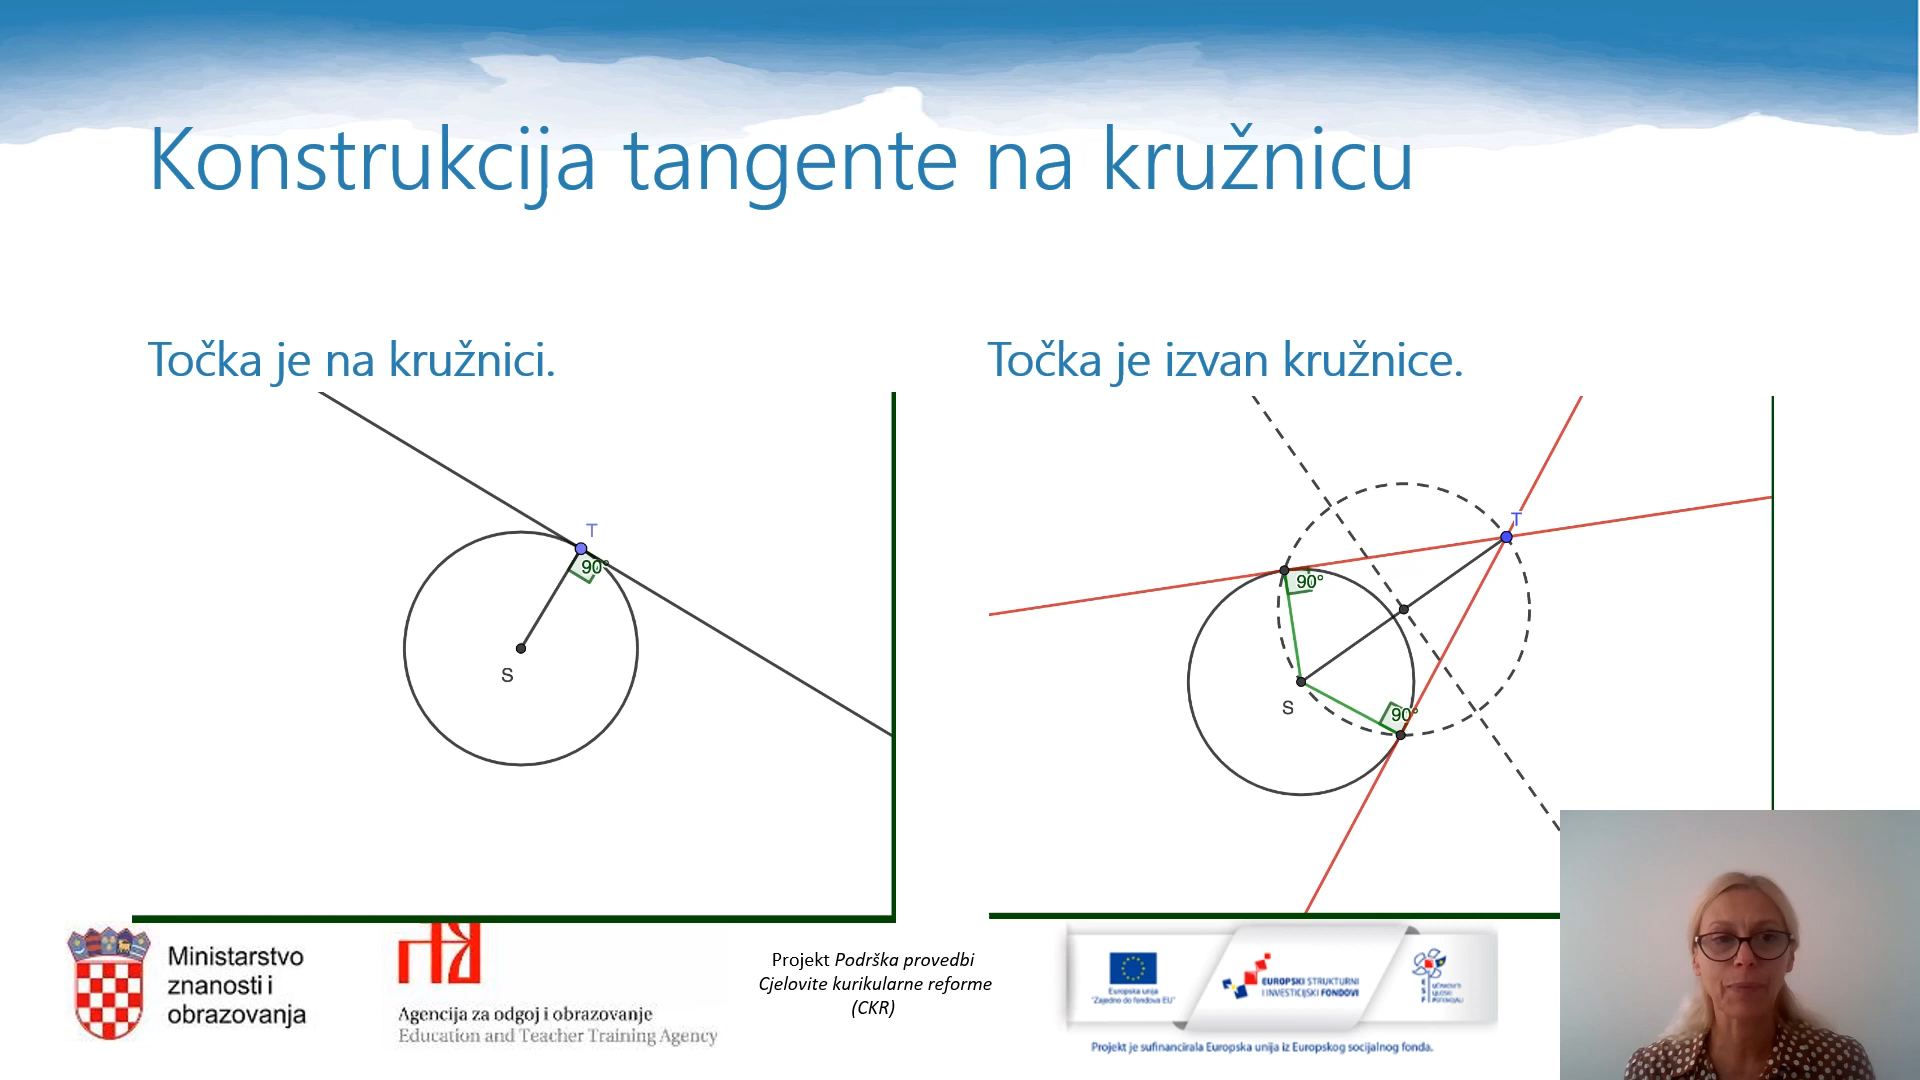 Konstrukcija tangente na kružnicu
Točka je na kružnici.
T
90°
S
Točka je izvan kružnice.
T
90°
S
90°
Ministarstvo
znanosti i
obrazovanja
Agencija za odgoj i obrazovanje
Education and Teacher Training Agency
Projekt Podrška provedbi
Cjelovite kurikularne reforme
(CKR)
Europska unija
"Zajedno do fondova EU"
EUROPSKI STRUKTURNI
I INVESTICIJSKI FONDOVI
ESF
Projekt je sufinancirala Europska unija iz Europskog socijalnog fonda.